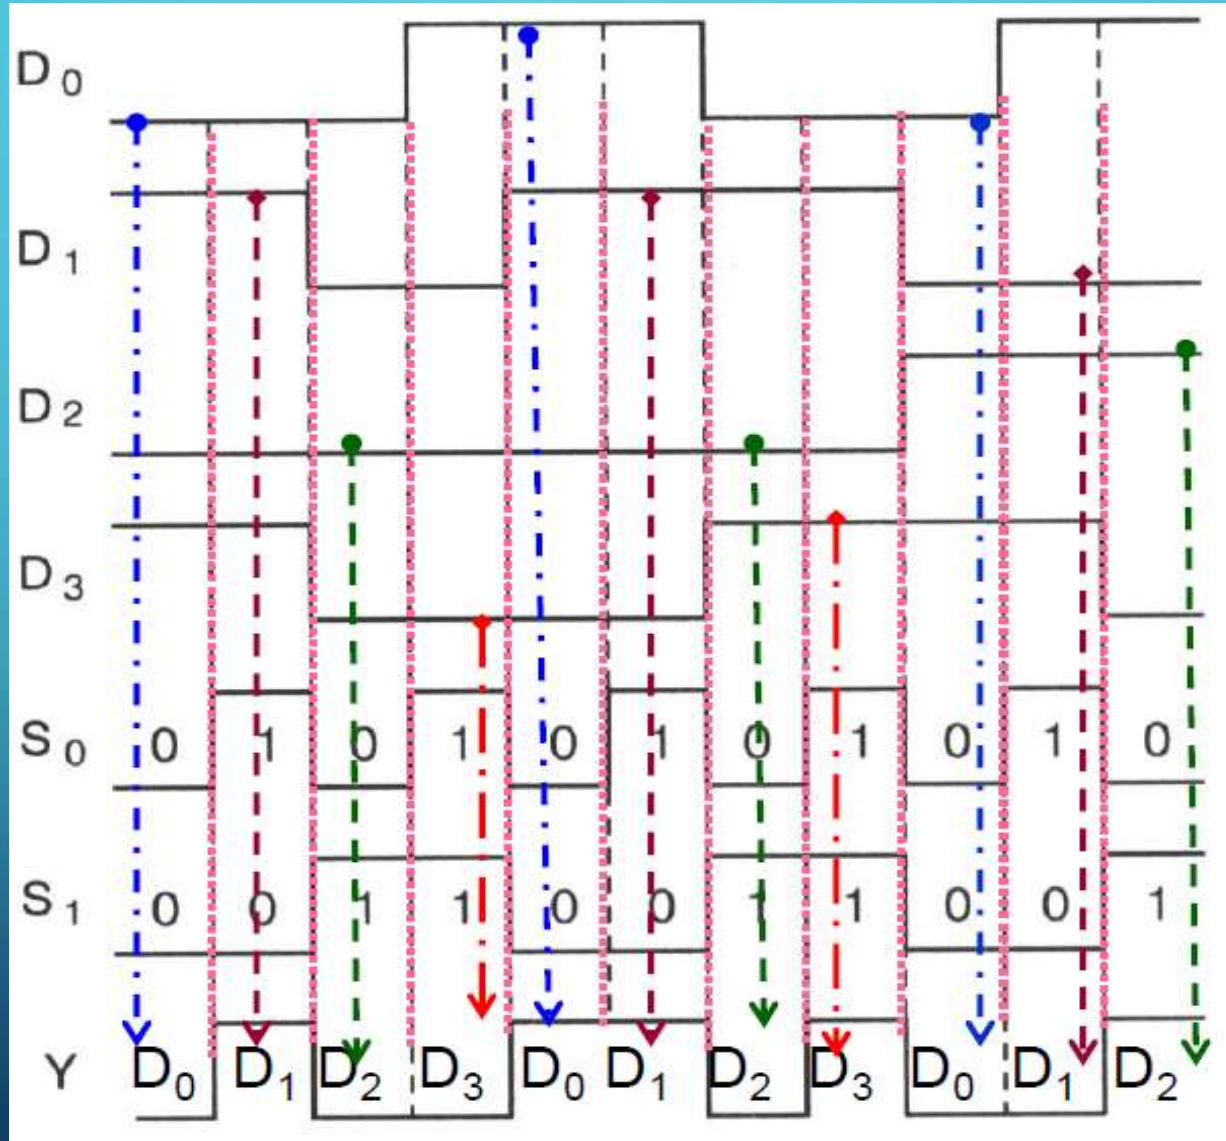 D₀
D₁
D₂
D₃
S₀ 0 1 0 1 0 1 0 1 0 1 0
S₁ 0 0 1 1 0 0 1 1 0 0 1
Y D₀ D₁ D₂ D₃ D₀ D₁ D₂ D₃ D₀ D₁ D₂